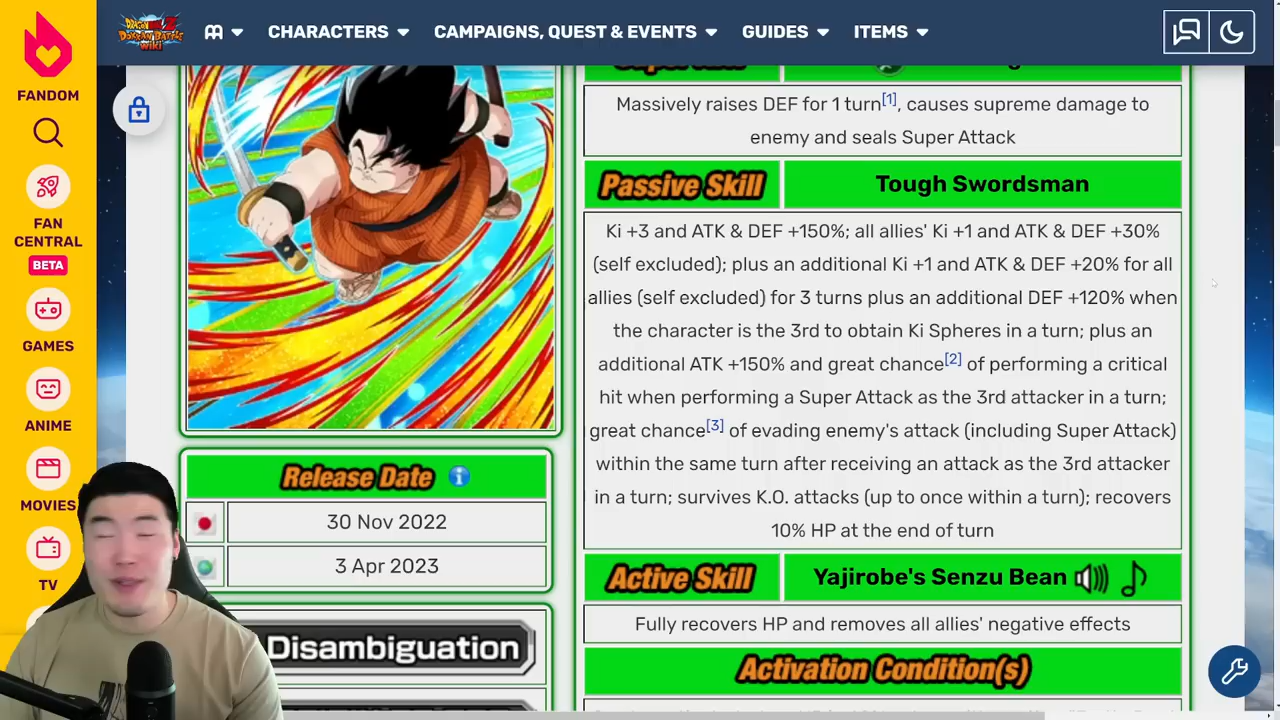 DRAGON BALL Z
DOKKAN BATTLE
WIKI
CHARACTERS
CAMPAIGNS, QUEST & EVENTS
GUIDES
ITEMS
FANDOM
FAN
CENTRAL
BETA
GAMES
ANIME
MOVIES
TV
Massively raises DEF for 1 turn[1], causes supreme damage to
enemy and seals Super Attack
Passive Skill
Tough Swordsman
Ki +3 and ATK & DEF +150%; all allies' Ki +1 and ATK & DEF +30%
(self excluded); plus an additional Ki +1 and ATK & DEF +20% for all
allies (self excluded) for 3 turns plus an additional DEF +120% when
the character is the 3rd to obtain Ki Spheres in a turn; plus an
additional ATK +150% and great chance[2] of performing a critical
hit when performing a Super Attack as the 3rd attacker in a turn;
great chance[3] of evading enemy's attack (including Super Attack)
within the same turn after receiving an attack as the 3rd attacker
in a turn; survives K.O. attacks (up to once within a turn); recovers
10% HP at the end of turn
Release Date
30 Nov 2022
3 Apr 2023
Disambiguation
Active Skill
Yajirobe's Senzu Bean
Fully recovers HP and removes all allies' negative effects
Activation Condition(s)